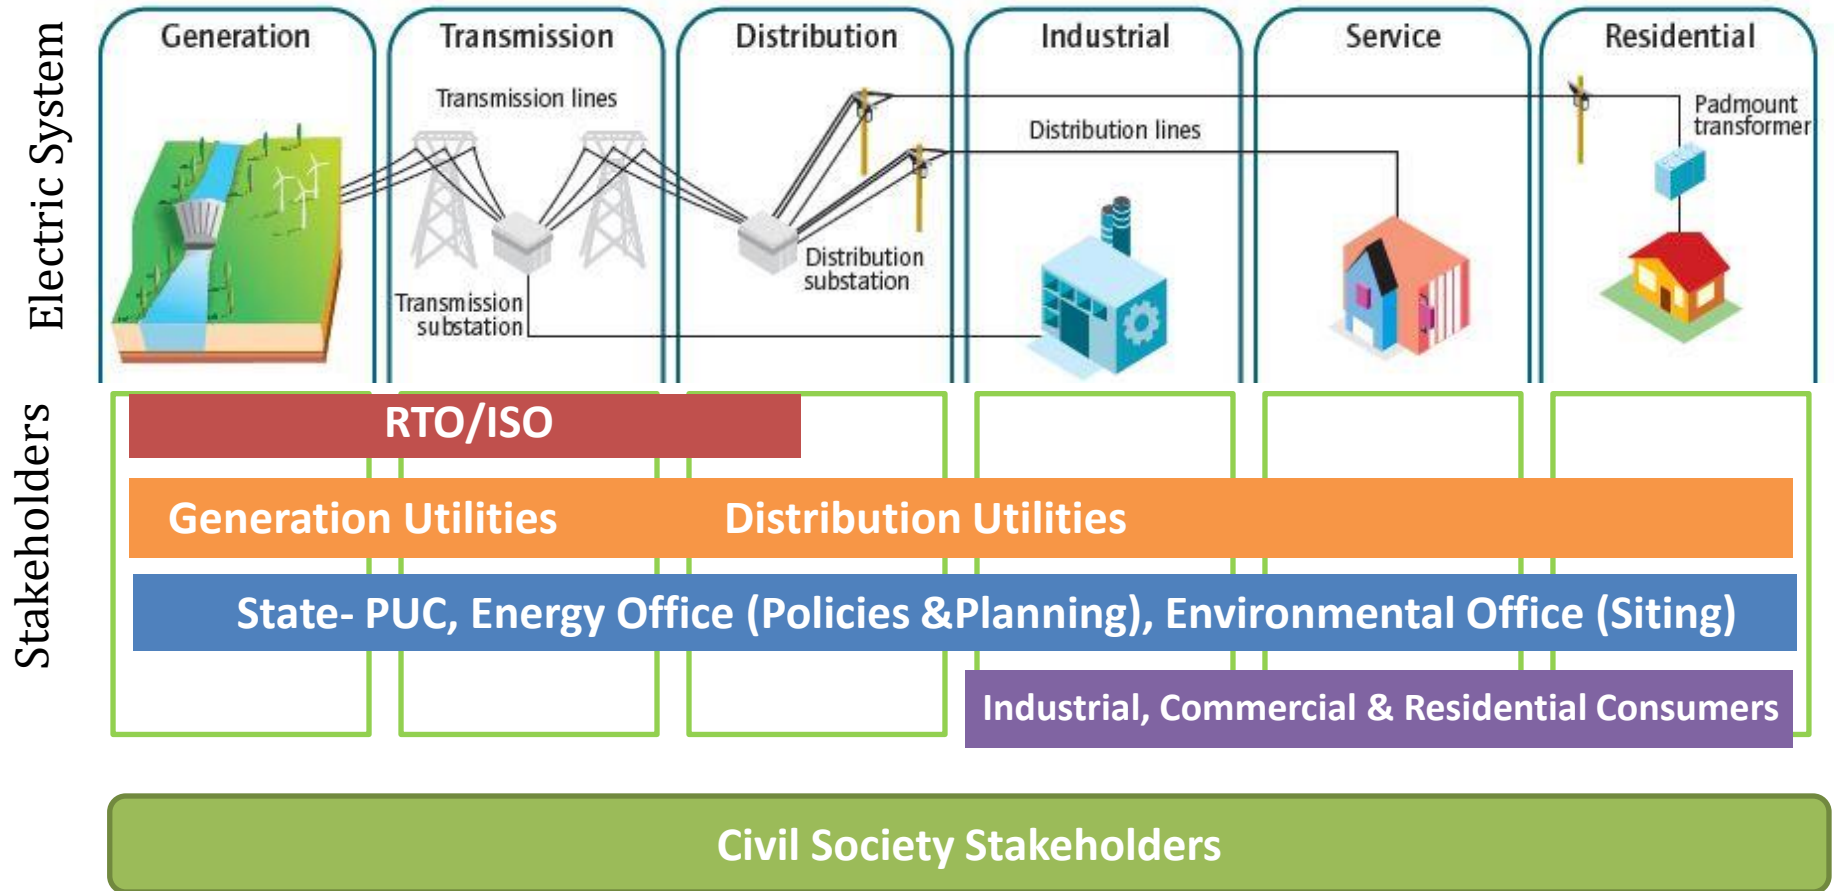 Electric System
Generation
Transmission
Distribution
Industrial
Service
Residential
Transmission lines
Transmission
substation
Distribution
substation
Distribution lines
Padmount
transformer
Stakeholders
RTO/ISO
Generation Utilities
Distribution Utilities
State- PUC, Energy Office (Policies &Planning), Environmental Office (Siting)
Industrial, Commercial & Residential Consumers
Civil Society Stakeholders